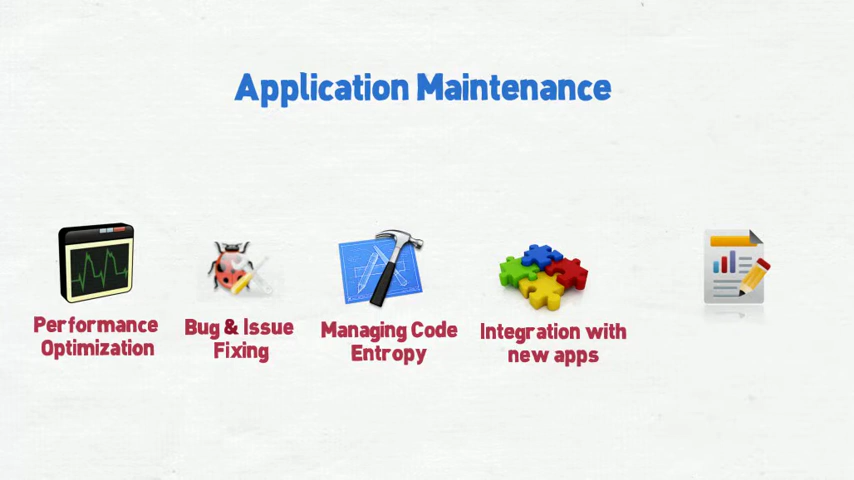 Application Maintenance
Performance
Optimization
Bug & Issue
Fixing
Managing Code
Entropy
Integration with
new apps